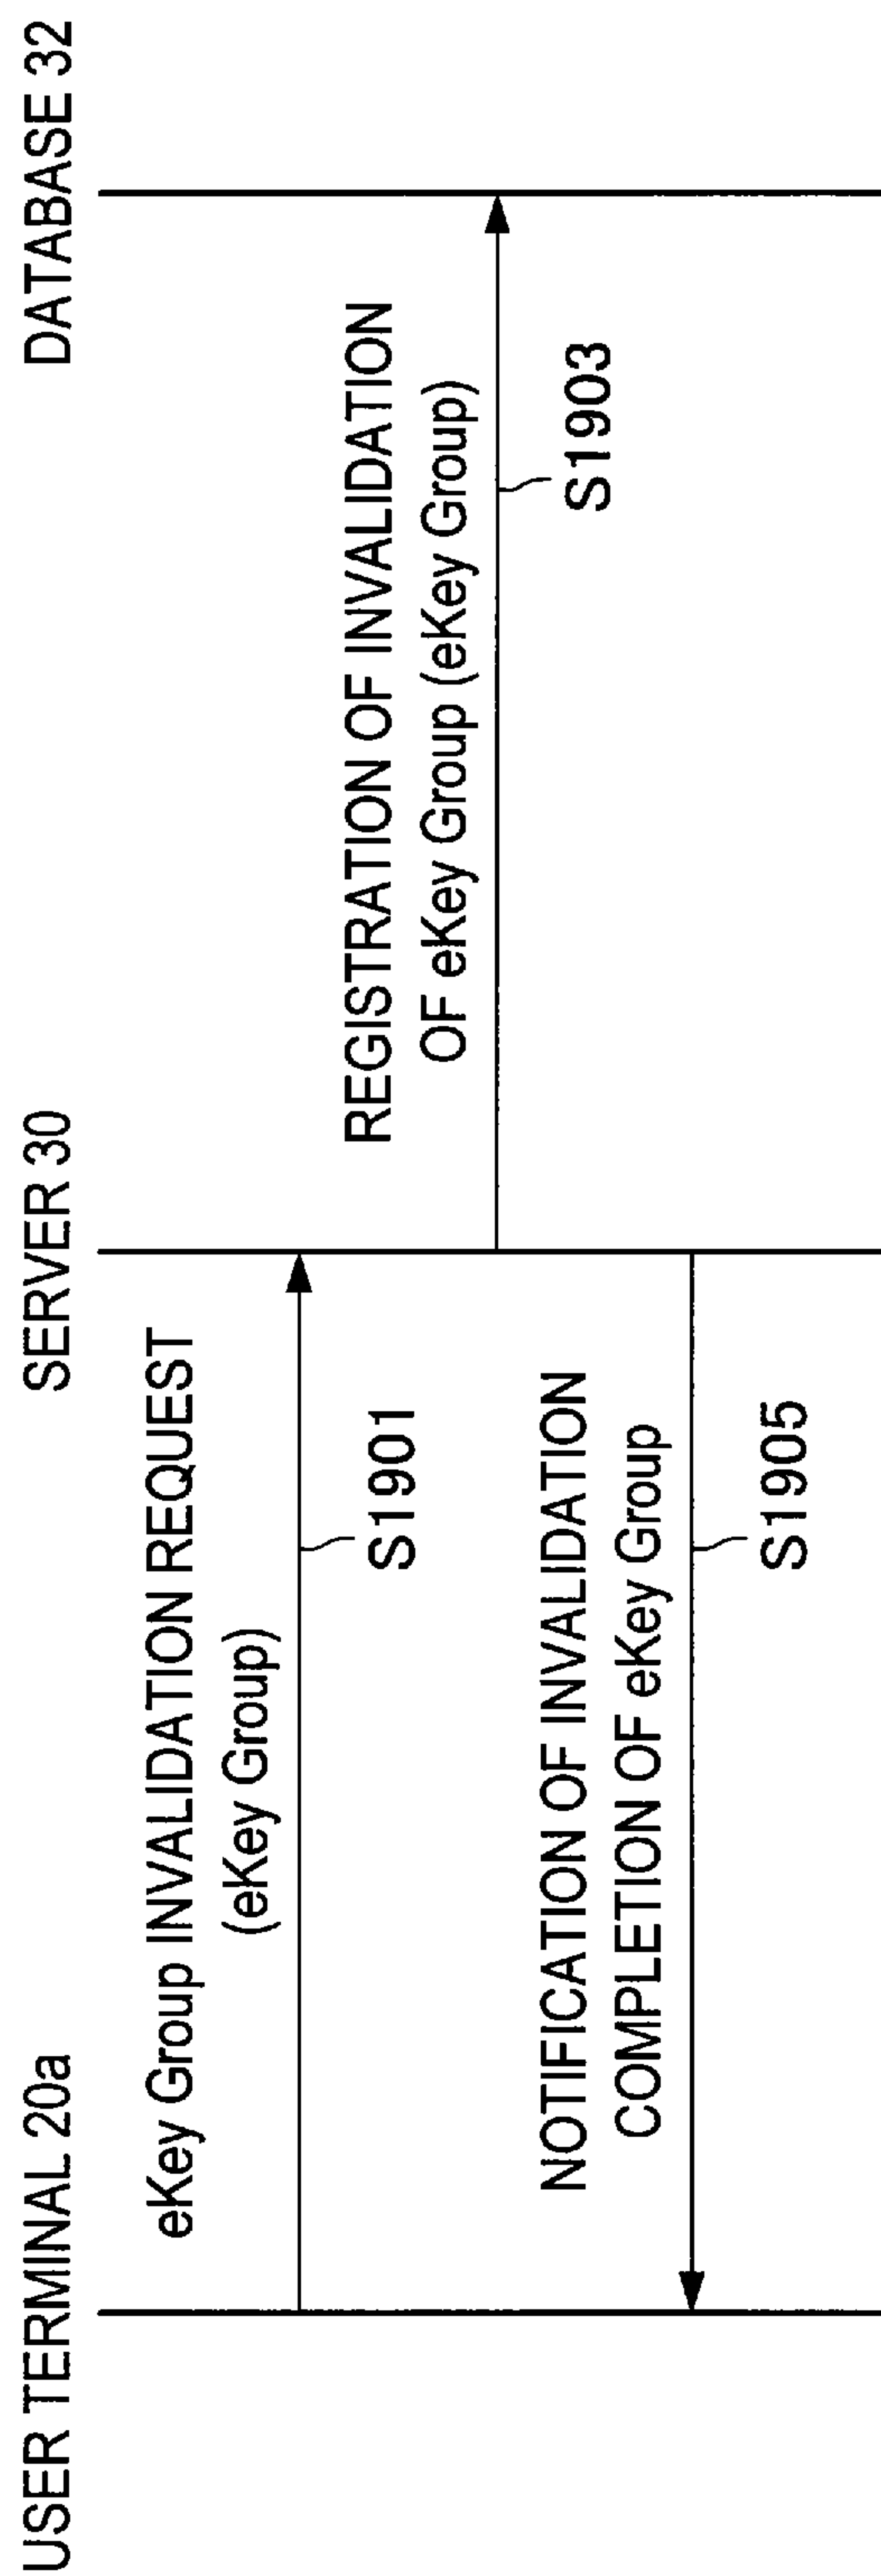 USER TERMINAL 20a
SERVER 30
DATABASE 32
eKey Group INVALIDATION REQUEST
(eKey Group)
S1901
REGISTRATION OF INVALIDATION
OF eKey Group (eKey Group)
S1903
NOTIFICATION OF INVALIDATION
COMPLETION OF eKey Group
S1905